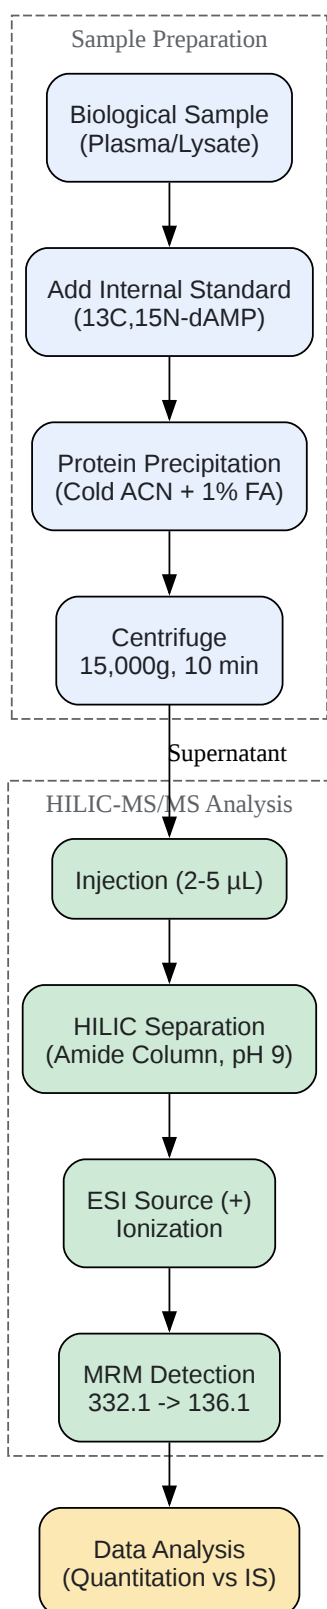 Sample Preparation
Biological Sample
(Plasma/Lysate)
Add Internal Standard
(13C,15N-dAMP)
Protein Precipitation
(Cold ACN + 1% FA)
Centrifuge
15,000g, 10 min
Supernatant
HILIC-MS/MS Analysis
Injection (2-5 µL)
HILIC Separation
(Amide Column, pH 9)
ESI Source (+)
Ionization
MRM Detection
332.1 -> 136.1
Data Analysis
(Quantitation vs IS)